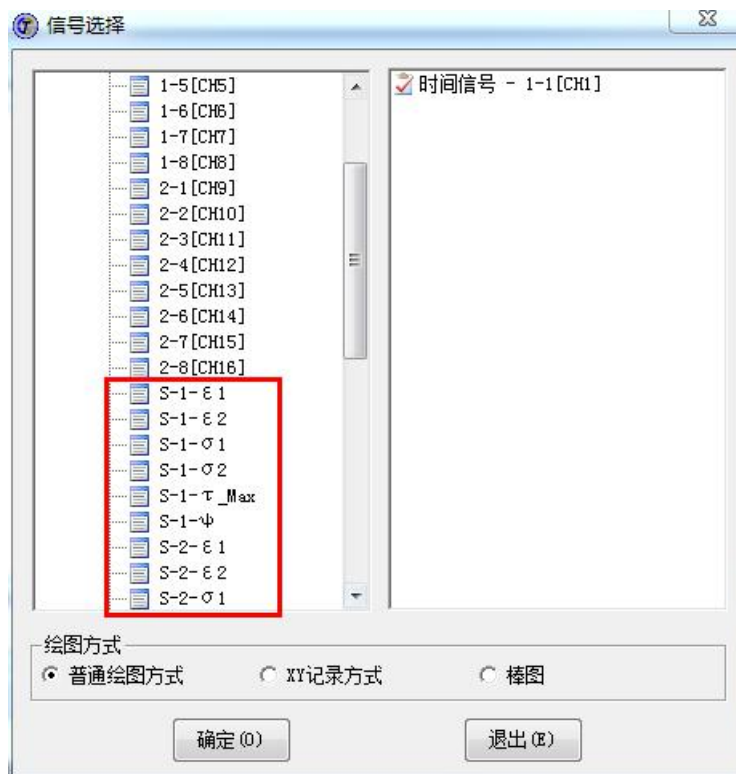 信号选择
1-5[CH5]
1-6[CH6]
1-7[CH7]
1-8[CH8]
2-1[CH9]
2-2[CH10]
2-3[CH11]
2-4[CH12]
2-5[CH13]
2-6[CH14]
2-7[CH15]
2-8[CH16]
S-1-ε1
S-1-ε2
S-1-σ1
S-1-σ2
S-1-τ_Max
S-1-ψ
S-2-ε1
S-2-ε2
S-2-σ1
时间信号 - 1-1[CH1]
绘图方式
普通绘图方式 XY记录方式 棒图
确定(O) 退出(E)